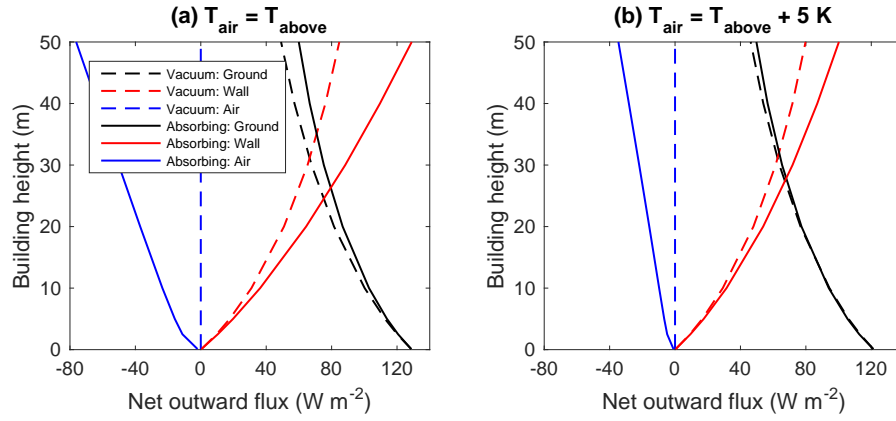 (a) T_air = T_above
Building height (m)
50
40
30
20
10
0
Vacuum: Ground
Vacuum: Wall
Vacuum: Air
Absorbing: Ground
Absorbing: Wall
Absorbing: Air
-80 -40 0 40 80 120
Net outward flux (W m^-2)
(b) T_air = T_above + 5 K
Building height (m)
50
40
30
20
10
0
-80 -40 0 40 80 120
Net outward flux (W m^-2)